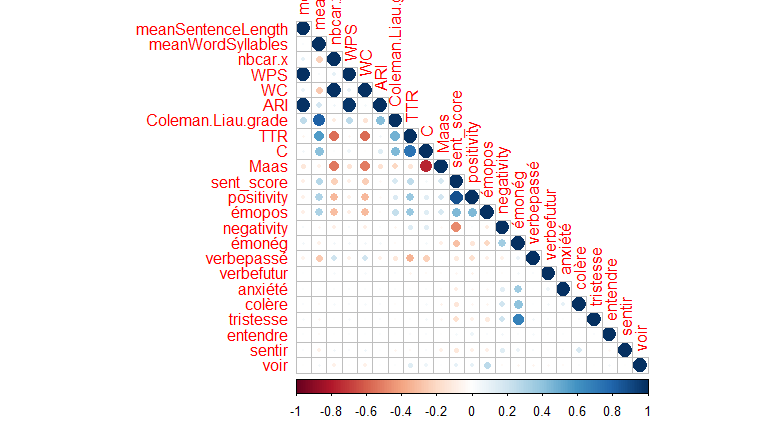 meanSentenceLength
meanWordSyllables
nbcar.x
WPS
WC
ARI
Coleman.Liau.grade
TTR
C
Maas
sent_score
positivity
émopos
negativity
émonég
verbepassé
verbefutur
anxiété
colère
tristesse
entendre
sentir
voir
nbcar.x
WPS
WC
ARI
Coleman.Liau.grade
TTR
C
Maas
sent_score
positivity
émopos
negativity
émonég
verbepassé
verbefutur
anxiété
colère
tristesse
entendre
sentir
voir
-1 -0.8 -0.6 -0.4 -0.2 0 0.2 0.4 0.6 0.8 1